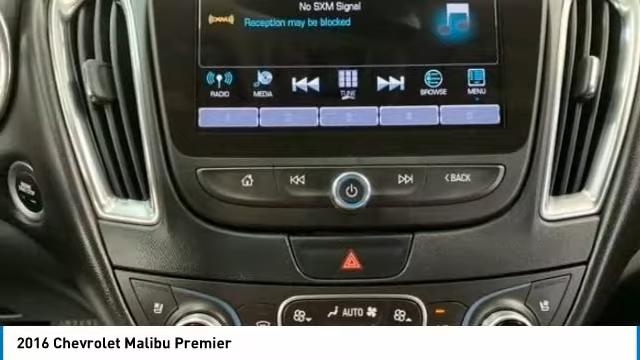 No SXM Signal
Reception may be blocked
RADIO MEDIA TUNE BROWSE MENU
BACK
AUTO
2016 Chevrolet Malibu Premier